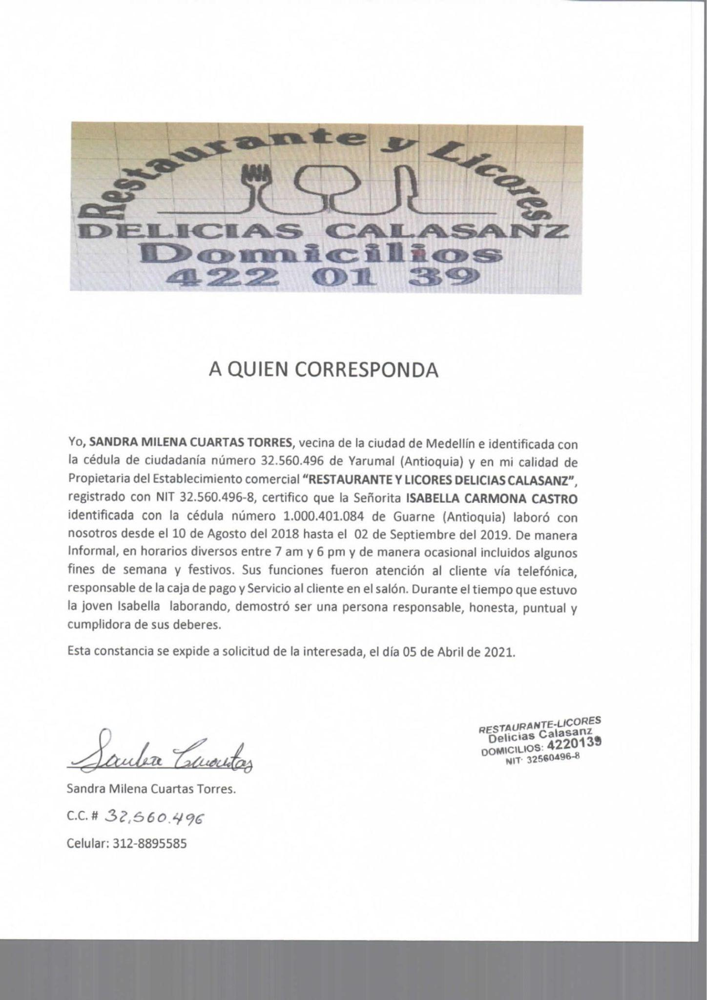 Restaurante y Licores
DELICIAS CALASANZ
Domicilios
422 01 39
A QUIEN CORRESPONDA
Yo, SANDRA MILENA CUARTAS TORRES, vecina de la ciudad de Medellín e identificada con
la cédula de ciudadanía número 32.560.496 de Yarumal (Antioquia) y en mi calidad de
Propietaria del Establecimiento comercial “RESTAURANTE Y LICORES DELICIAS CALASANZ”,
registrado con NIT 32.560.496-8, certifico que la Señorita ISABELLA CARMONA CASTRO
identificada con la cédula número 1.000.401.084 de Guarne (Antioquia) laboró con
nosotros desde el 10 de Agosto del 2018 hasta el 02 de Septiembre del 2019. De manera
Informal, en horarios diversos entre 7 am y 6 pm y de manera ocasional incluidos algunos
fines de semana y festivos. Sus funciones fueron atención al cliente vía telefónica,
responsable de la caja de pago y Servicio al cliente en el salón. Durante el tiempo que estuvo
la joven Isabella laborando, demostró ser una persona responsable, honesta, puntual y
cumplidora de sus deberes.
Esta constancia se expide a solicitud de la interesada, el día 05 de Abril de 2021.
Sandra Cuartas
Sandra Milena Cuartas Torres.
C.C. # 32.560.496
Celular: 312-8895585
RESTAURANTE-LICORES
Delicias Calasanz
DOMICILIOS: 4220139
NIT: 32560496-8